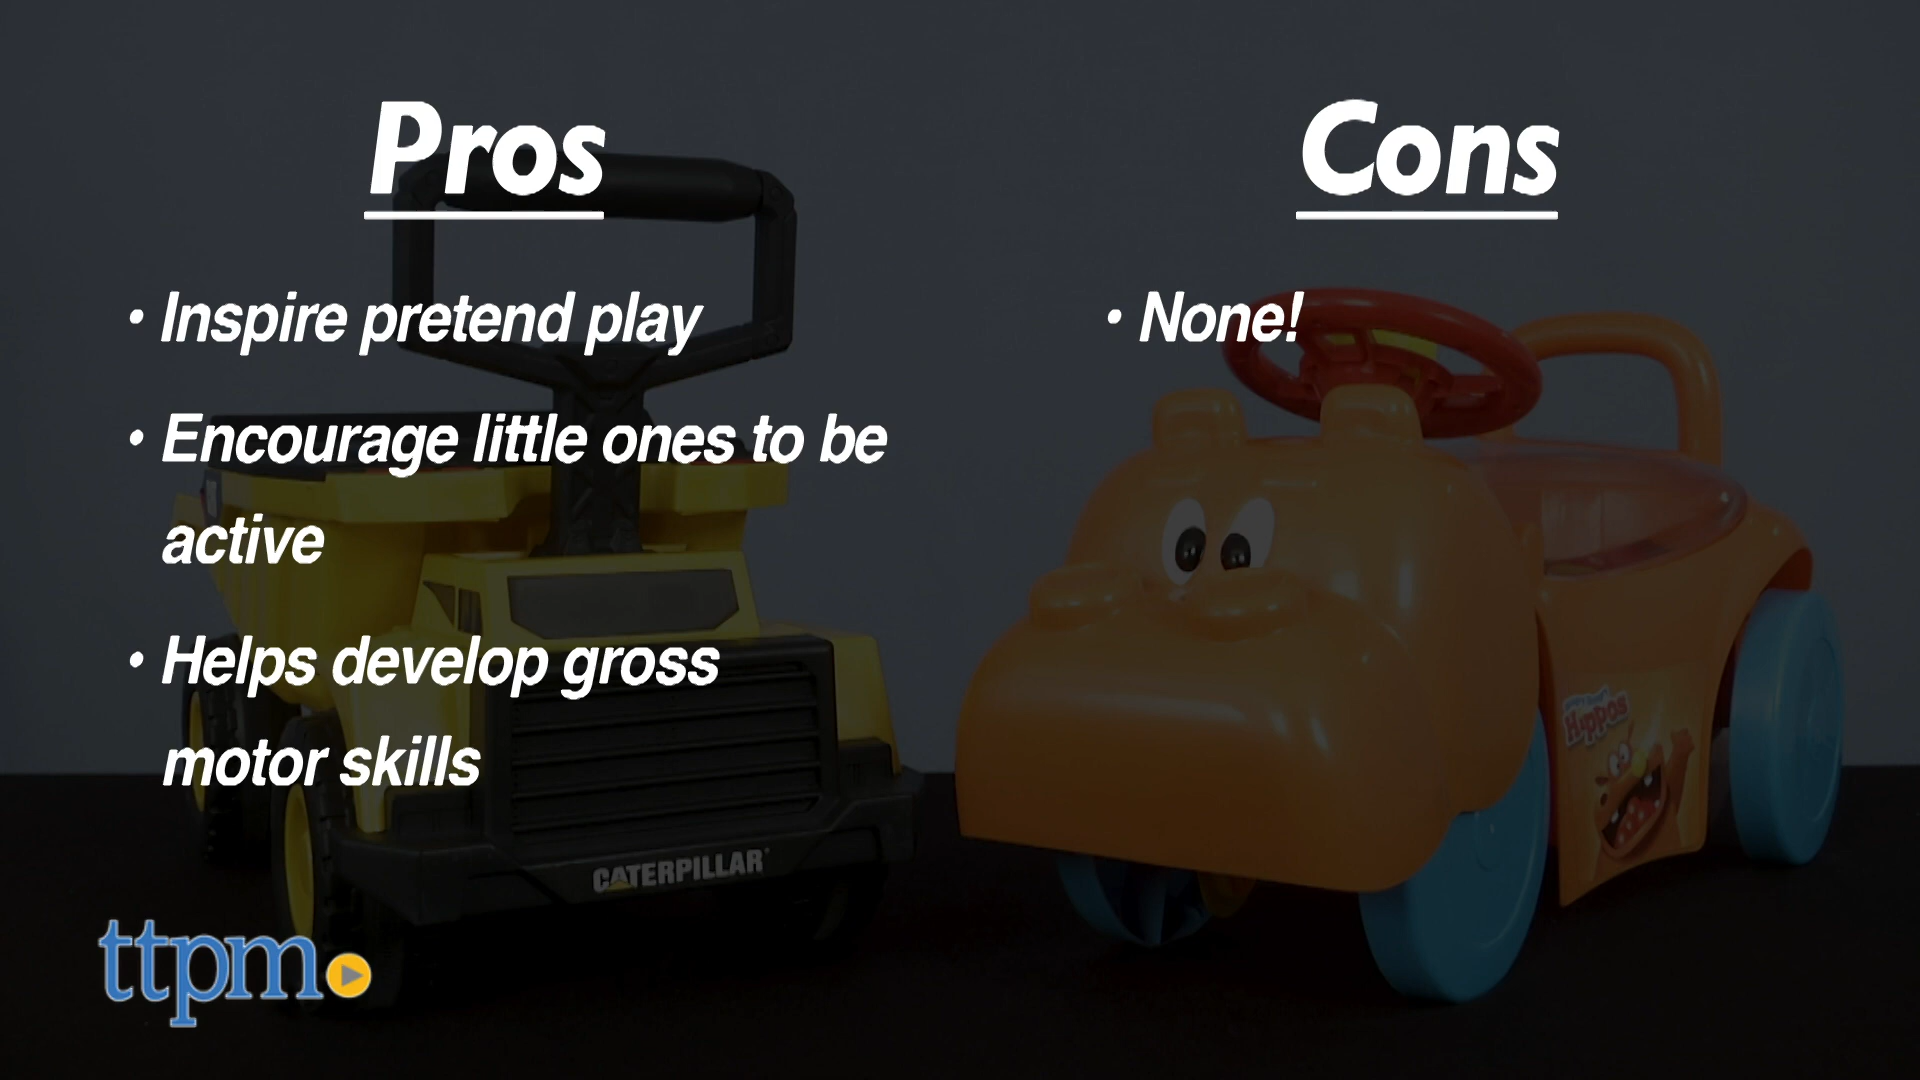 Pros
• Inspire pretend play
• Encourage little ones to be
active
• Helps develop gross
motor skills
Cons
• None!
CATERPILLAR
Hippos
ttpm